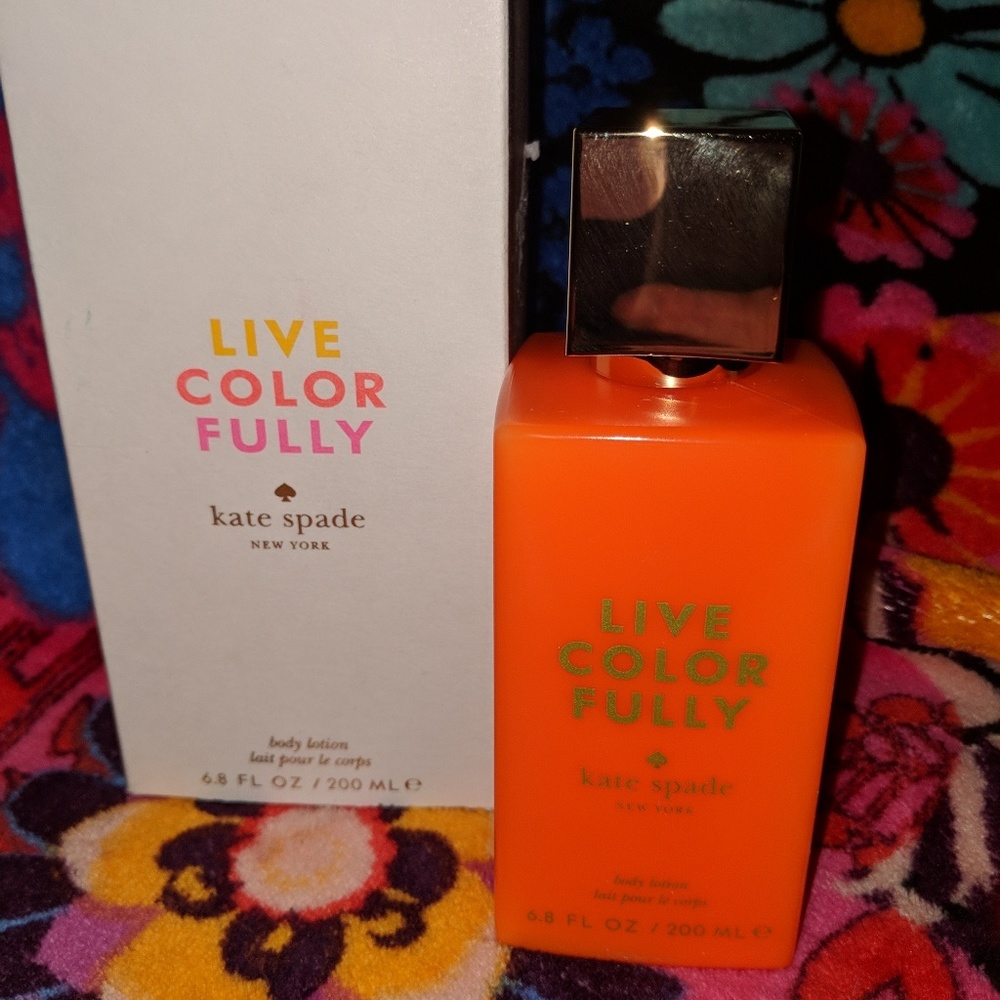 LIVE
COLOR
FULLY
kate spade
NEW YORK
body lotion
lait pour le corps
6.8 FL OZ / 200 ML ℮
LIVE
COLOR
FULLY
kate spade
NEW YORK
body lotion
lait pour le corps
6.8 FL OZ / 200 ML ℮